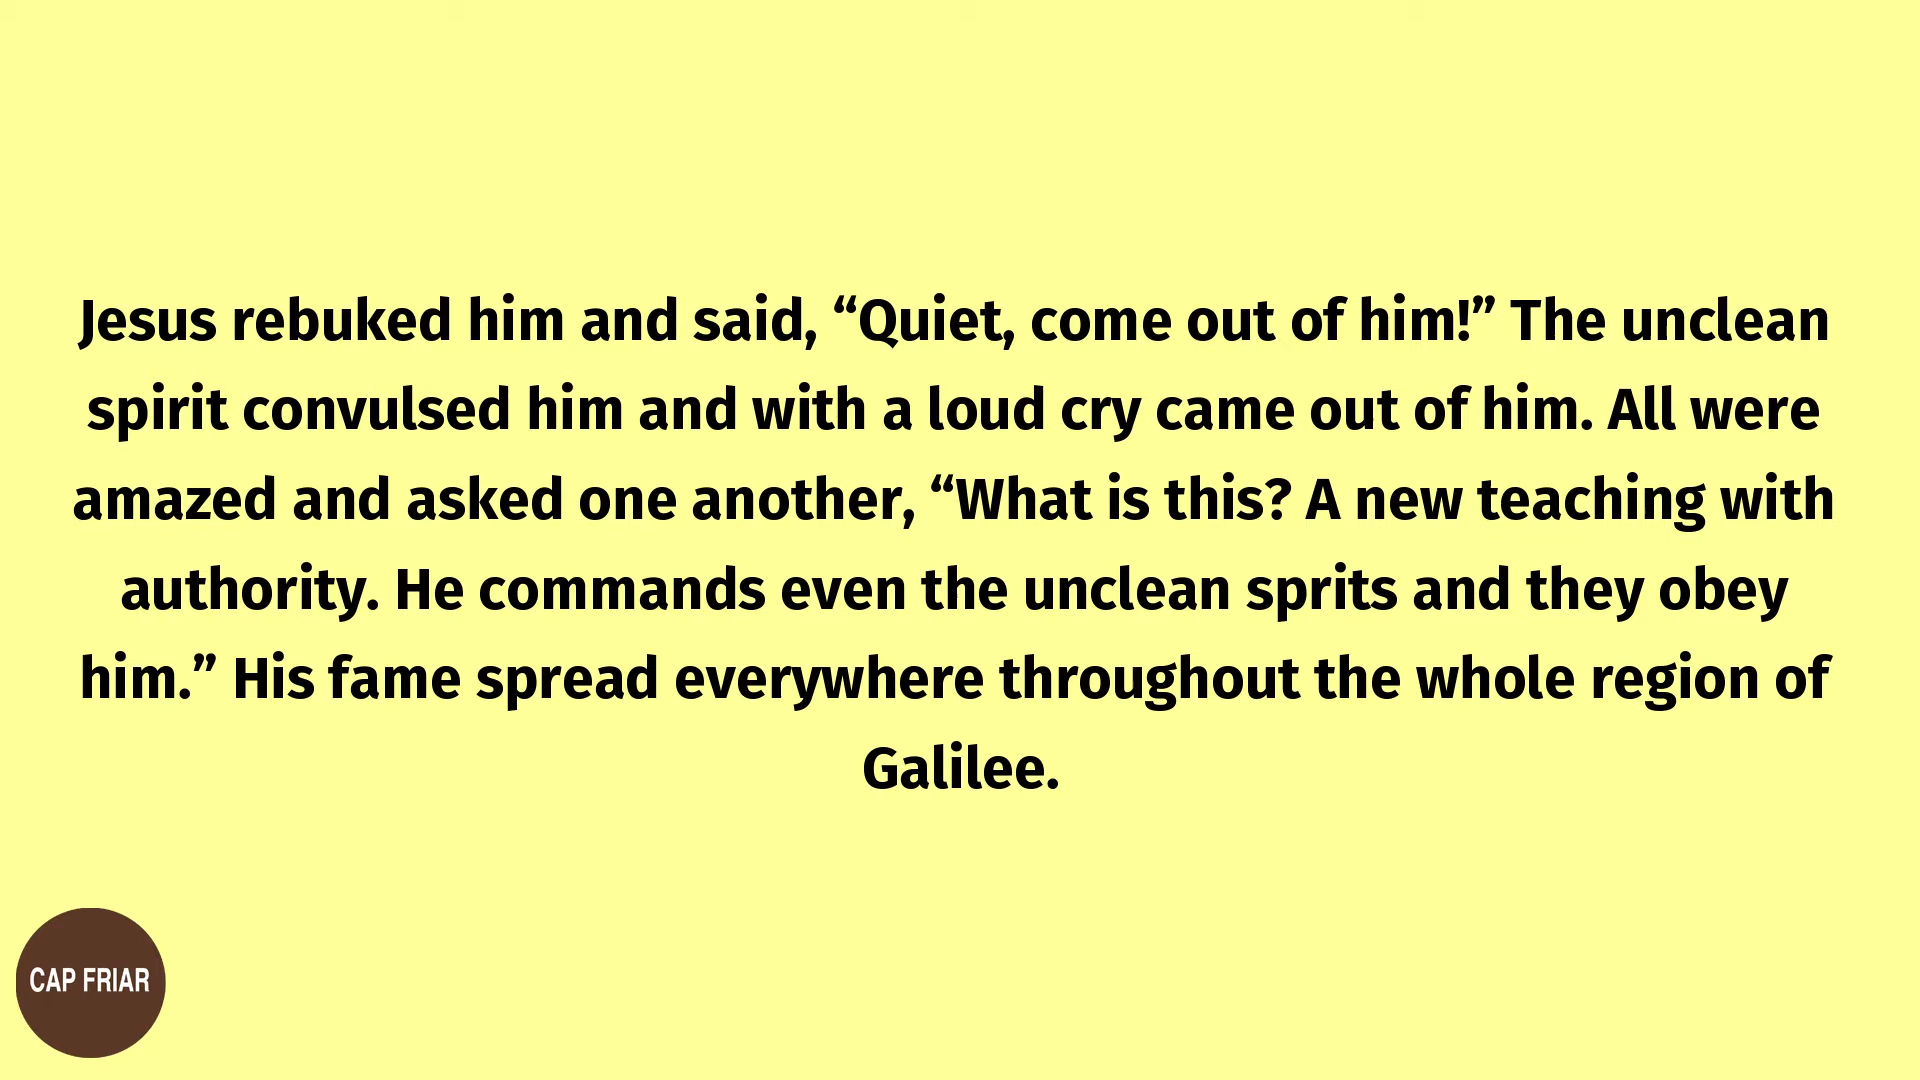 Jesus rebuked him and said, “Quiet, come out of him!” The unclean
spirit convulsed him and with a loud cry came out of him. All were
amazed and asked one another, “What is this? A new teaching with
authority. He commands even the unclean sprits and they obey
him.” His fame spread everywhere throughout the whole region of
Galilee.
CAP FRIAR